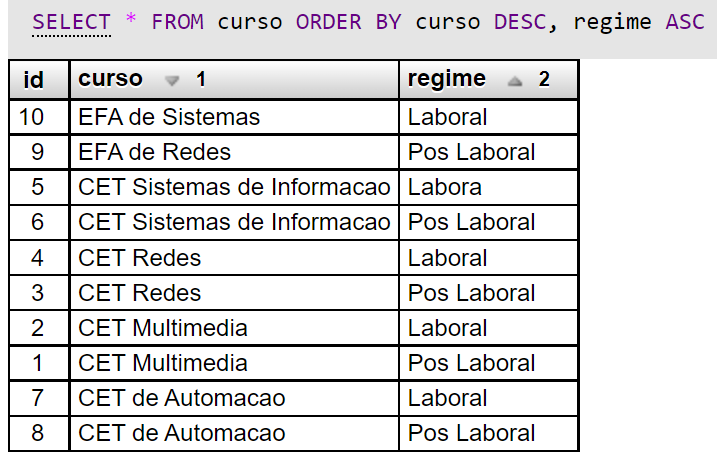 SELECT * FROM curso ORDER BY curso DESC, regime ASC
id curso 1 regime 2
10 EFA de Sistemas Laboral
9 EFA de Redes Pos Laboral
5 CET Sistemas de Informacao Labora
6 CET Sistemas de Informacao Pos Laboral
4 CET Redes Laboral
3 CET Redes Pos Laboral
2 CET Multimedia Laboral
1 CET Multimedia Pos Laboral
7 CET de Automacao Laboral
8 CET de Automacao Pos Laboral